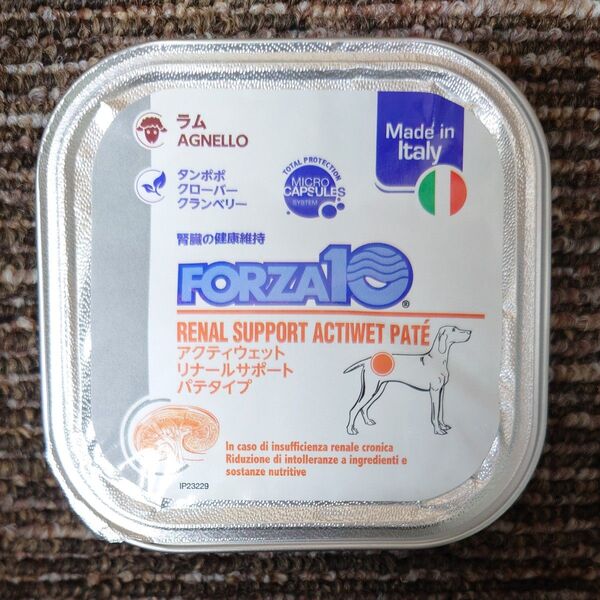 ラム
AGNELLO
Made in
Italy
タンポポ
クローバー
クランベリー
TOTAL PROTECTION
MICRO
CAPSULES
SYSTEM
腎臓の健康維持
FORZA10®
RENAL SUPPORT ACTIWET PATÉ
アクティウェット
リナールサポート
パテタイプ
In caso di insufficienza renale cronica
Riduzione di intolleranze a ingredienti e
sostanze nutritive
IP23229